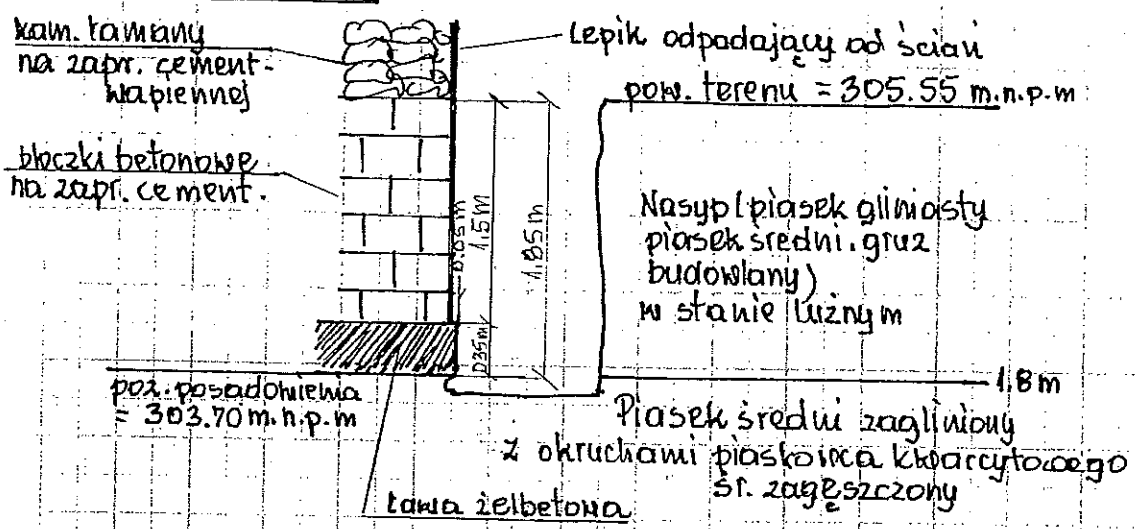 kam. łamany
na zapr. cement-
wapiennej
bloczki betonowe
na zapr. cement.
Lepik odpadający od ścian
pow. terenu = 305.55 m.n.p.m
0.05m
1.5m
1.85m
0.35m
Nasyp (piasek gliniasty
piasek średni. gruz
budowlany)
w stanie luźnym
1.8m
poz. posadowienia
= 303.70 m.n.p.m
Piasek średni zagliniony
z okruchami piaskowca kwarcytowego
śr. zagęszczony
ława żelbetowa